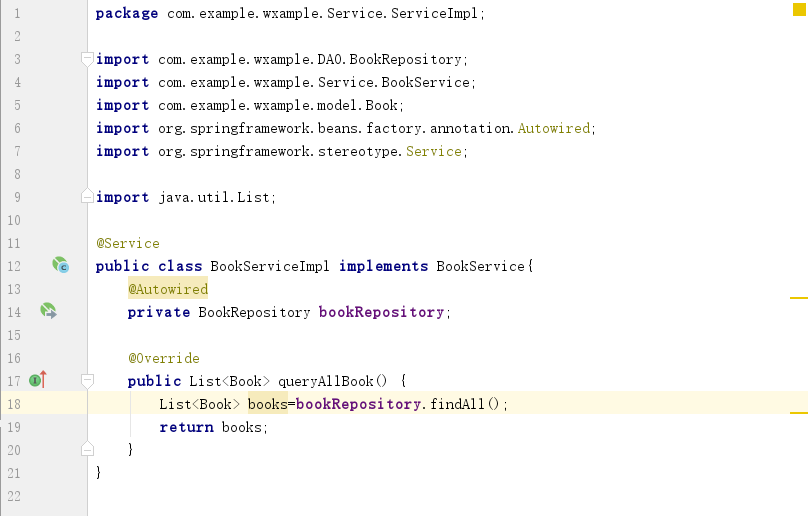 1 package com.example.wxample.Service.ServiceImpl;
2
3 import com.example.wxample.DAO.BookRepository;
4 import com.example.wxample.Service.BookService;
5 import com.example.wxample.model.Book;
6 import org.springframework.beans.factory.annotation.Autowired;
7 import org.springframework.stereotype.Service;
8
9 import java.util.List;
10
11 @Service
12 public class BookServiceImpl implements BookService{
13 @Autowired
14 private BookRepository bookRepository;
15
16 @Override
17 public List<Book> queryAllBook() {
18 List<Book> books=bookRepository.findAll();
19 return books;
20 }
21 }
22